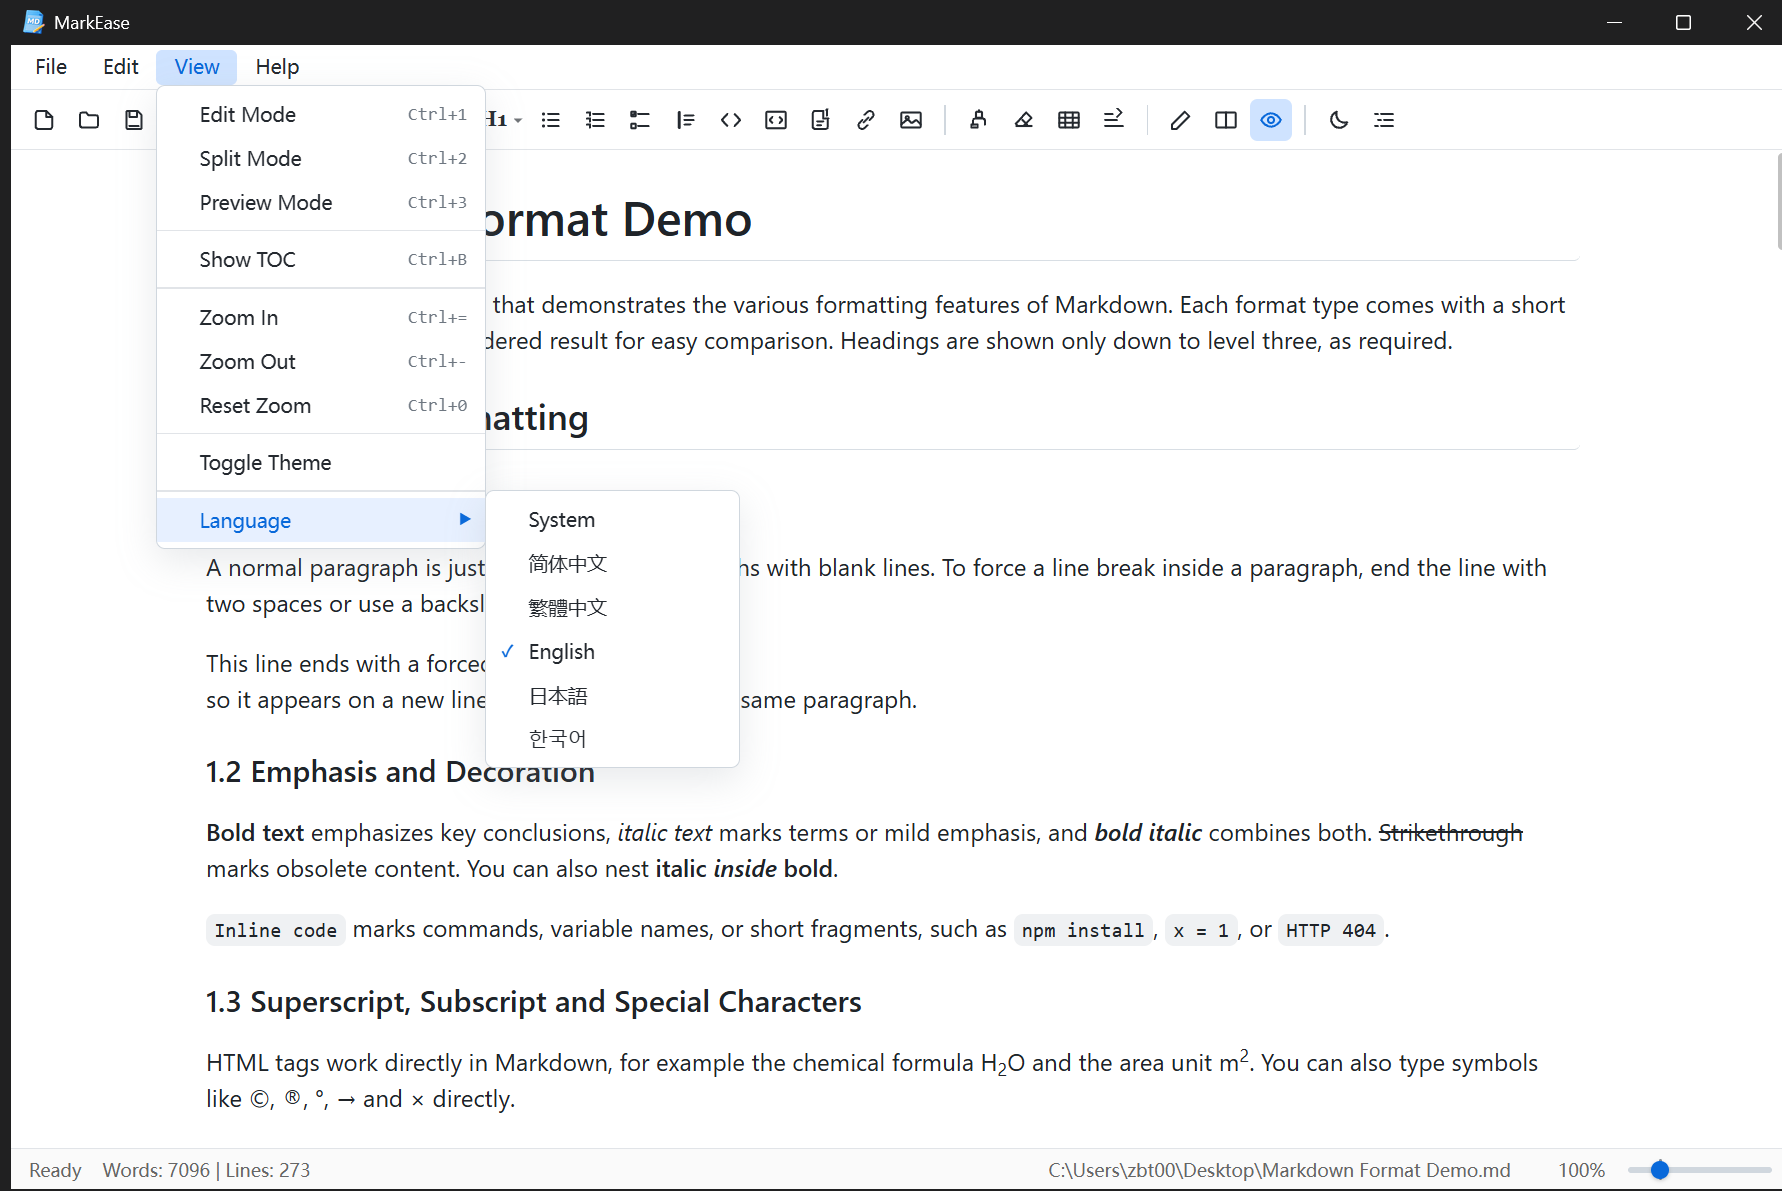 MarkEase
File Edit View Help
H1
Edit Mode Ctrl+1
Split Mode Ctrl+2
Preview Mode Ctrl+3
Show TOC Ctrl+B
Zoom In Ctrl+=
Zoom Out Ctrl+-
Reset Zoom Ctrl+0
Toggle Theme
Language
System
简体中文
繁體中文
✓ English
日本語
한국어
ormat Demo
that demonstrates the various formatting features of Markdown. Each format type comes with a short
dered result for easy comparison. Headings are shown only down to level three, as required.
matting
A normal paragraph is just hs with blank lines. To force a line break inside a paragraph, end the line with
two spaces or use a backsl
This line ends with a forced
so it appears on a new line same paragraph.
1.2 Emphasis and Decoration
Bold text emphasizes key conclusions, italic text marks terms or mild emphasis, and bold italic combines both. Strikethrough
marks obsolete content. You can also nest italic inside bold.
Inline code marks commands, variable names, or short fragments, such as npm install, x = 1, or HTTP 404.
1.3 Superscript, Subscript and Special Characters
HTML tags work directly in Markdown, for example the chemical formula H₂O and the area unit m². You can also type symbols
like ©, ®, °, → and × directly.
Ready Words: 7096 | Lines: 273 C:\Users\zbt00\Desktop\Markdown Format Demo.md 100%